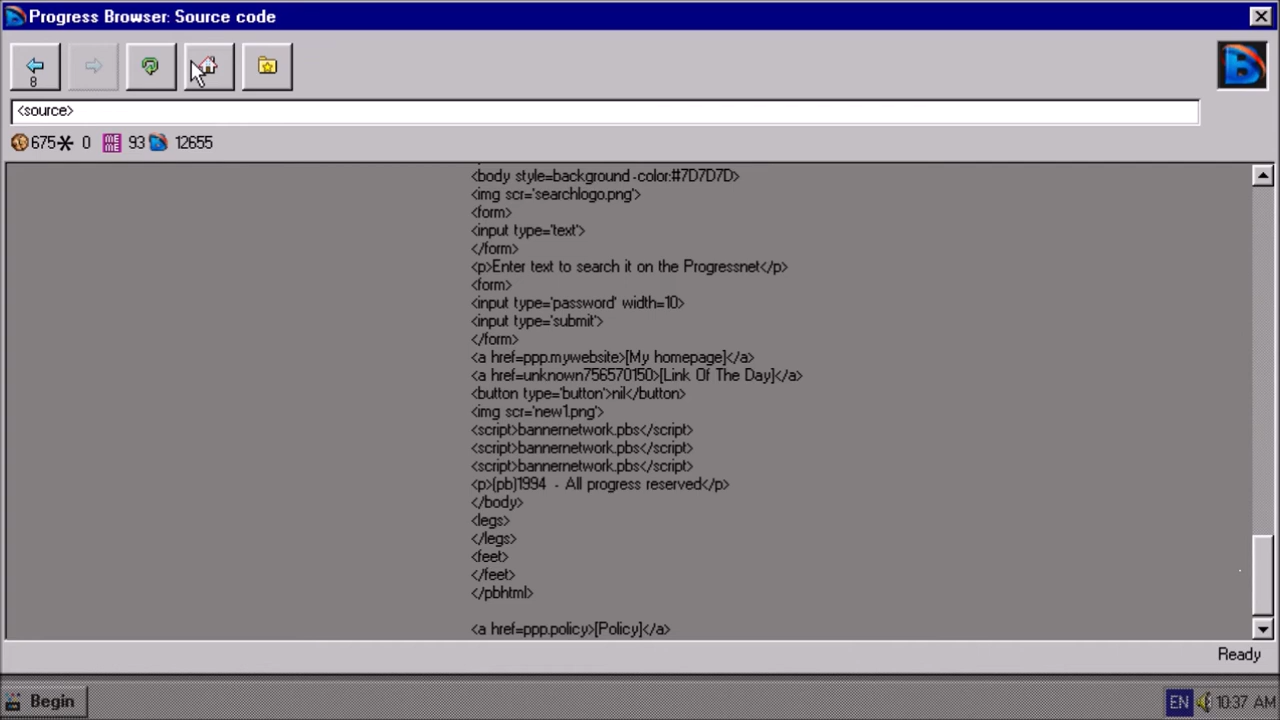 Progress Browser: Source code
8
<source>
675 0 MEME 93 12655
<body style=background-color:#7D7D7D>
<img scr='searchlogo.png'>
<form>
<input type='text'>
</form>
<p>Enter text to search it on the Progressnet</p>
<form>
<input type='password' width=10>
<input type='submit'>
</form>
<a href=ppp.mywebsite>[My homepage]</a>
<a href=unknown756570150>[Link Of The Day]</a>
<button type='button'>nil</button>
<img scr='new1.png'>
<script>bannernetwork.pbs</script>
<script>bannernetwork.pbs</script>
<script>bannernetwork.pbs</script>
<p>(pb)1994 - All progress reserved</p>
</body>
<legs>
</legs>
<feet>
</feet>
</pbhtml>
<a href=ppp.policy>[Policy]</a>
Ready
Begin
EN 10:37 AM